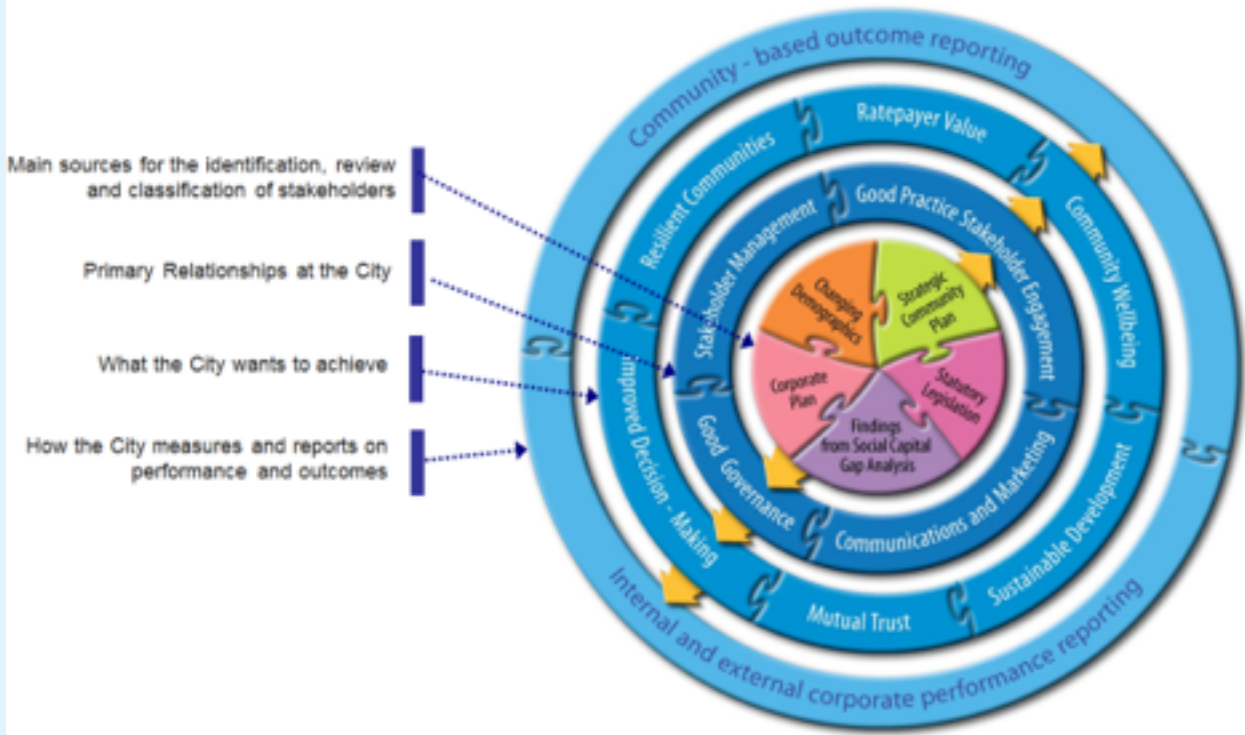 Main sources for the identification, review
and classification of stakeholders
Primary Relationships at the City
What the City wants to achieve
How the City measures and reports on
performance and outcomes
Community - based outcome reporting
Internal and external corporate performance reporting
Resilient Communities
Ratepayer Value
Community Wellbeing
Sustainable Development
Mutual Trust
Improved Decision - Making
Stakeholder Management
Good Practice Stakeholder Engagement
Communications and Marketing
Good Governance
Changing
Demographics
Strategic
Community
Plan
Statutory
Legislation
Findings
from Social Capital
Gap Analysis
Corporate
Plan